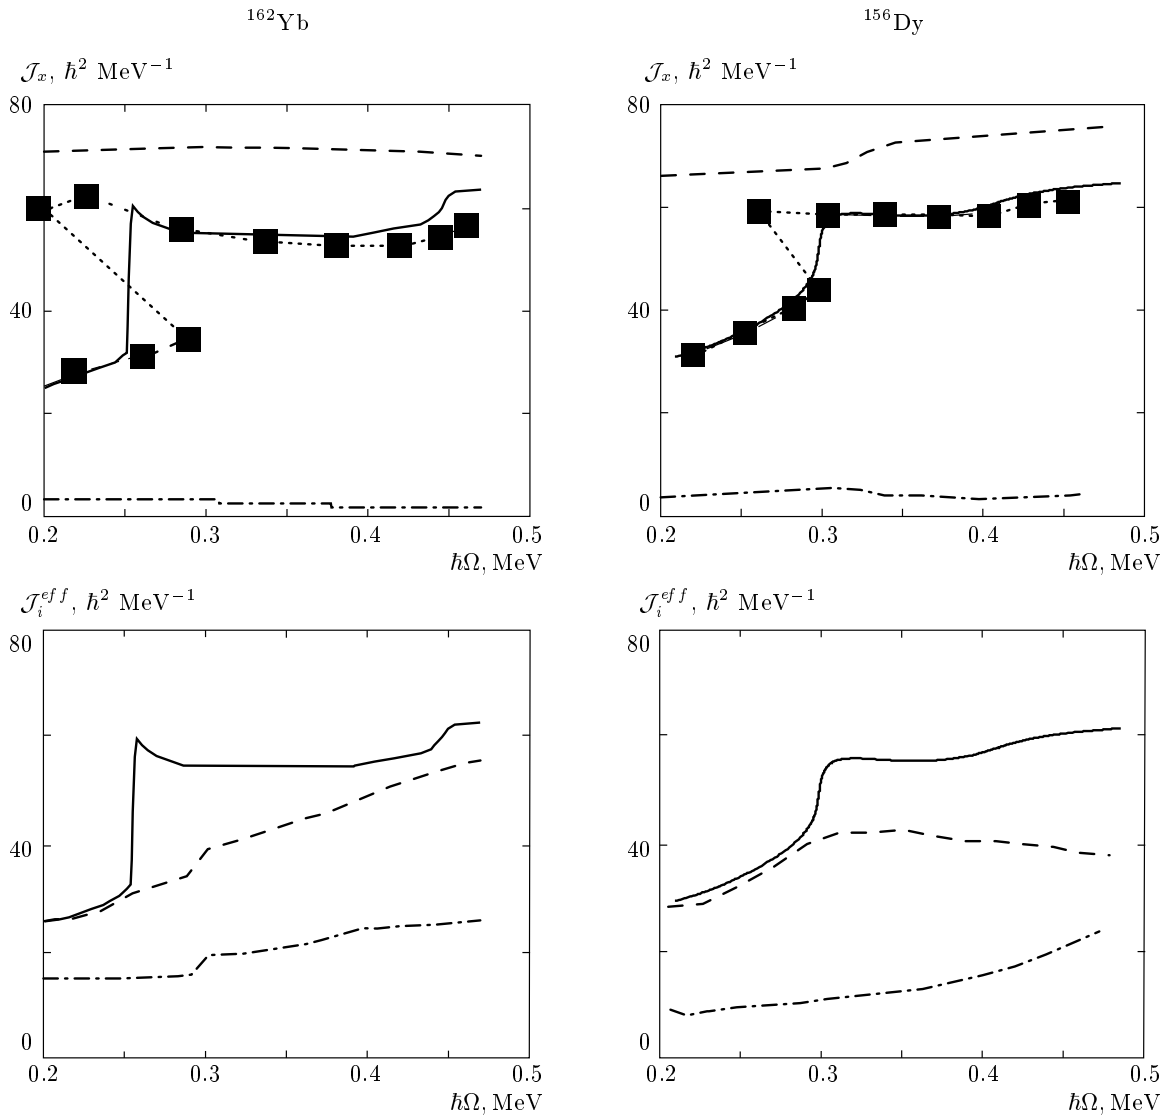 ¹⁶²Yb
¹⁵⁶Dy
𝒥ₓ, ℏ² MeV⁻¹
𝒥ₓ, ℏ² MeV⁻¹
80
80
40
40
0
0
0.2 0.3 0.4 0.5
0.2 0.3 0.4 0.5
ℏΩ, MeV
ℏΩ, MeV
𝒥ᵢᵉᶠᶠ, ℏ² MeV⁻¹
𝒥ᵢᵉᶠᶠ, ℏ² MeV⁻¹
80
80
40
40
0
0
0.2 0.3 0.4 0.5
0.2 0.3 0.4 0.5
ℏΩ, MeV
ℏΩ, MeV